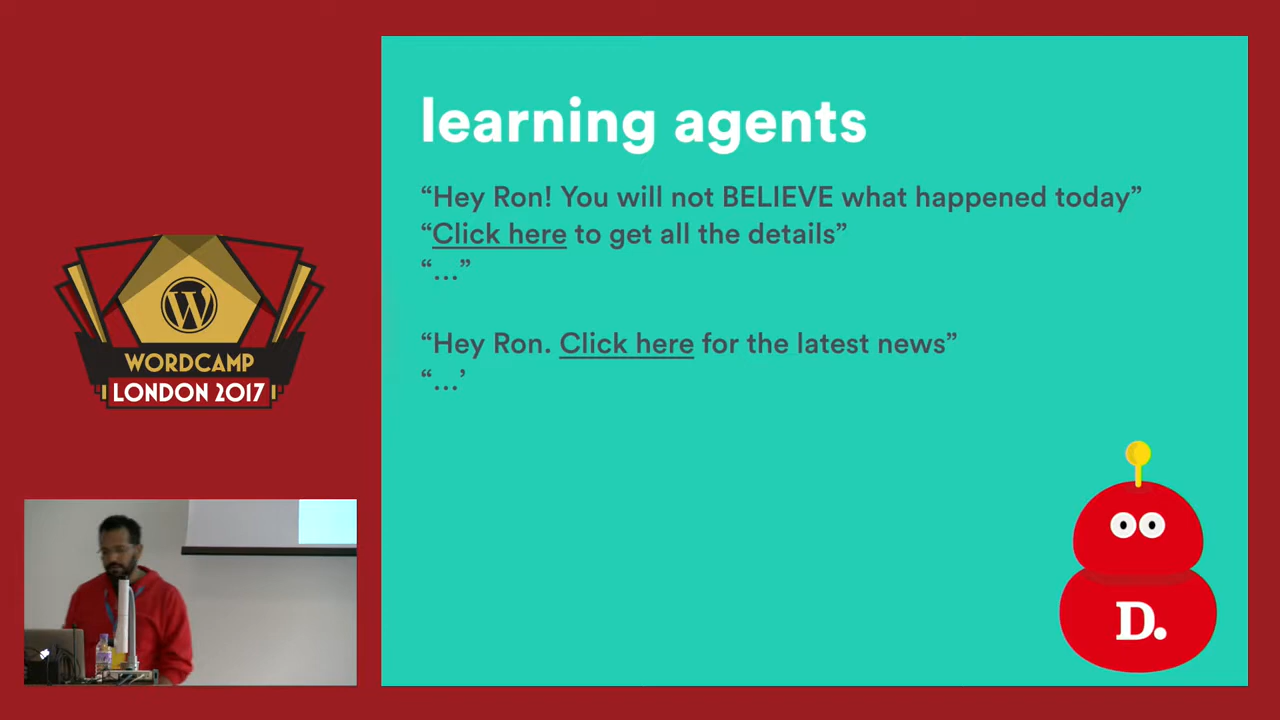 learning agents
“Hey Ron! You will not BELIEVE what happened today”
“Click here to get all the details”
“...”
“Hey Ron. Click here for the latest news”
“...’
W
WORDCAMP
LONDON 2017
D.